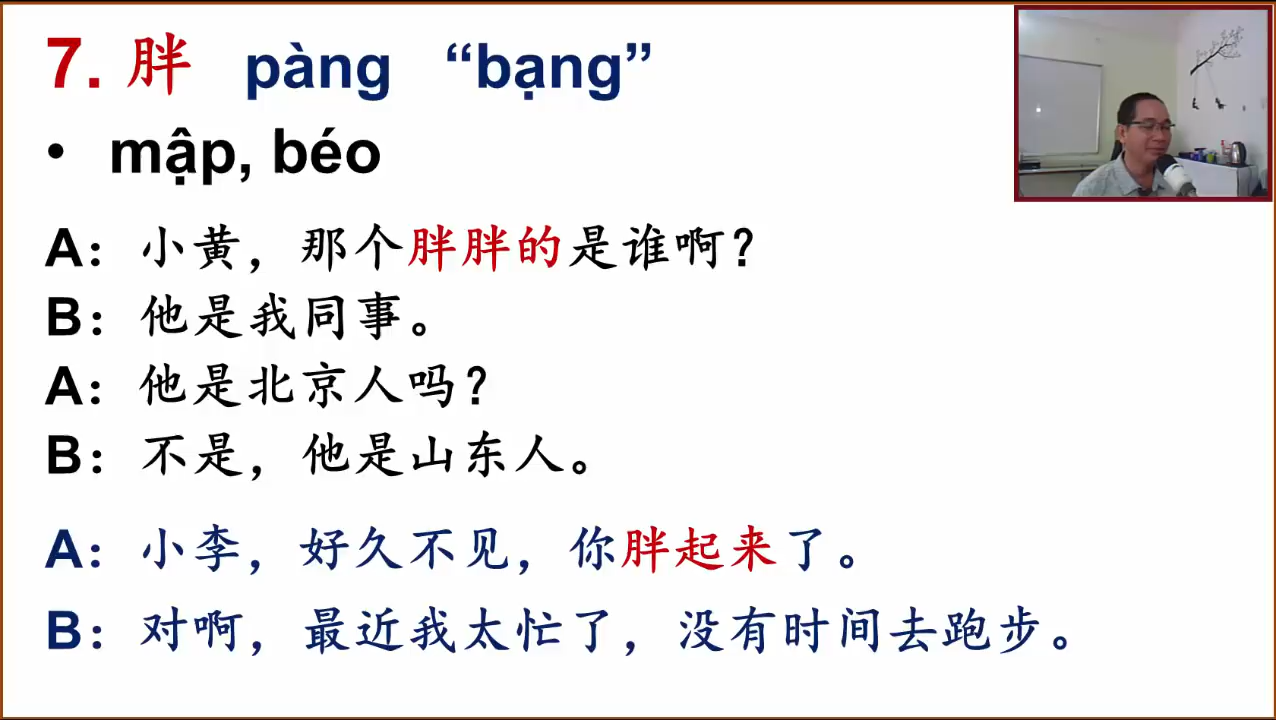 7. 胖 pàng “bạng”
• mập, béo
A：小黄，那个胖胖的是谁啊？
B：他是我同事。
A：他是北京人吗？
B：不是，他是山东人。
A：小李，好久不见，你胖起来了。
B：对啊，最近我太忙了，没有时间去跑步。